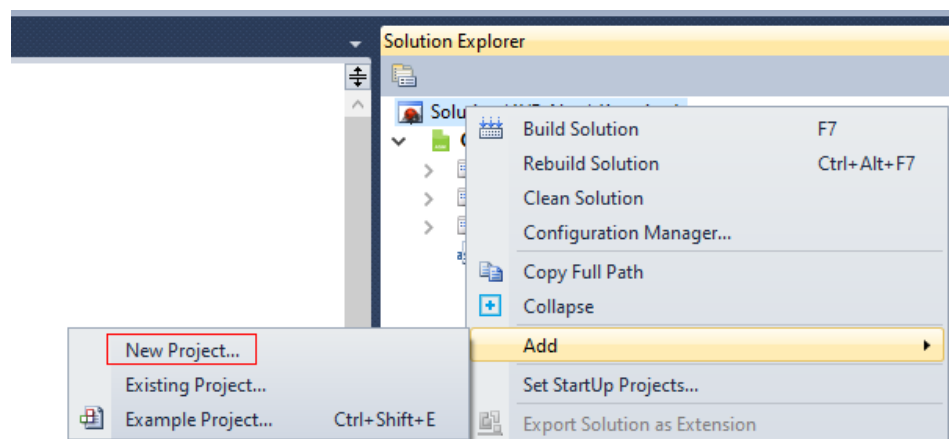 Solution Explorer
Build Solution F7
Rebuild Solution Ctrl+Alt+F7
Clean Solution
Configuration Manager...
Copy Full Path
Collapse
Add
New Project...
Set StartUp Projects...
Existing Project...
Export Solution as Extension
Example Project... Ctrl+Shift+E